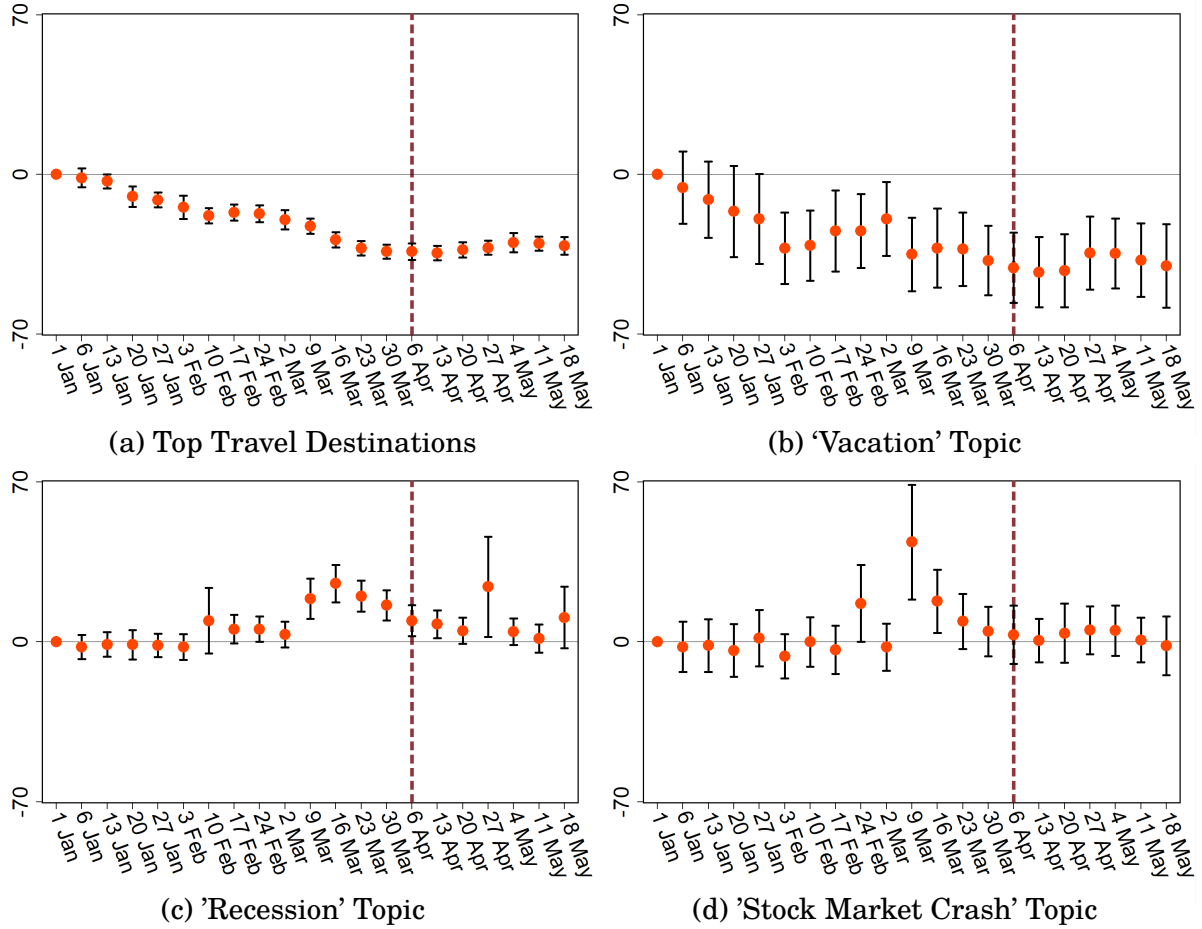 70
0
-70
1 Jan
6 Jan
13 Jan
20 Jan
27 Jan
3 Feb
10 Feb
17 Feb
24 Feb
2 Mar
9 Mar
16 Mar
23 Mar
30 Mar
6 Apr
13 Apr
20 Apr
27 Apr
4 May
11 May
18 May
(a) Top Travel Destinations
70
0
-70
1 Jan
6 Jan
13 Jan
20 Jan
27 Jan
3 Feb
10 Feb
17 Feb
24 Feb
2 Mar
9 Mar
16 Mar
23 Mar
30 Mar
6 Apr
13 Apr
20 Apr
27 Apr
4 May
11 May
18 May
(b) ‘Vacation’ Topic
70
0
-70
1 Jan
6 Jan
13 Jan
20 Jan
27 Jan
3 Feb
10 Feb
17 Feb
24 Feb
2 Mar
9 Mar
16 Mar
23 Mar
30 Mar
6 Apr
13 Apr
20 Apr
27 Apr
4 May
11 May
18 May
(c) ’Recession’ Topic
70
0
-70
1 Jan
6 Jan
13 Jan
20 Jan
27 Jan
3 Feb
10 Feb
17 Feb
24 Feb
2 Mar
9 Mar
16 Mar
23 Mar
30 Mar
6 Apr
13 Apr
20 Apr
27 Apr
4 May
11 May
18 May
(d) ’Stock Market Crash’ Topic